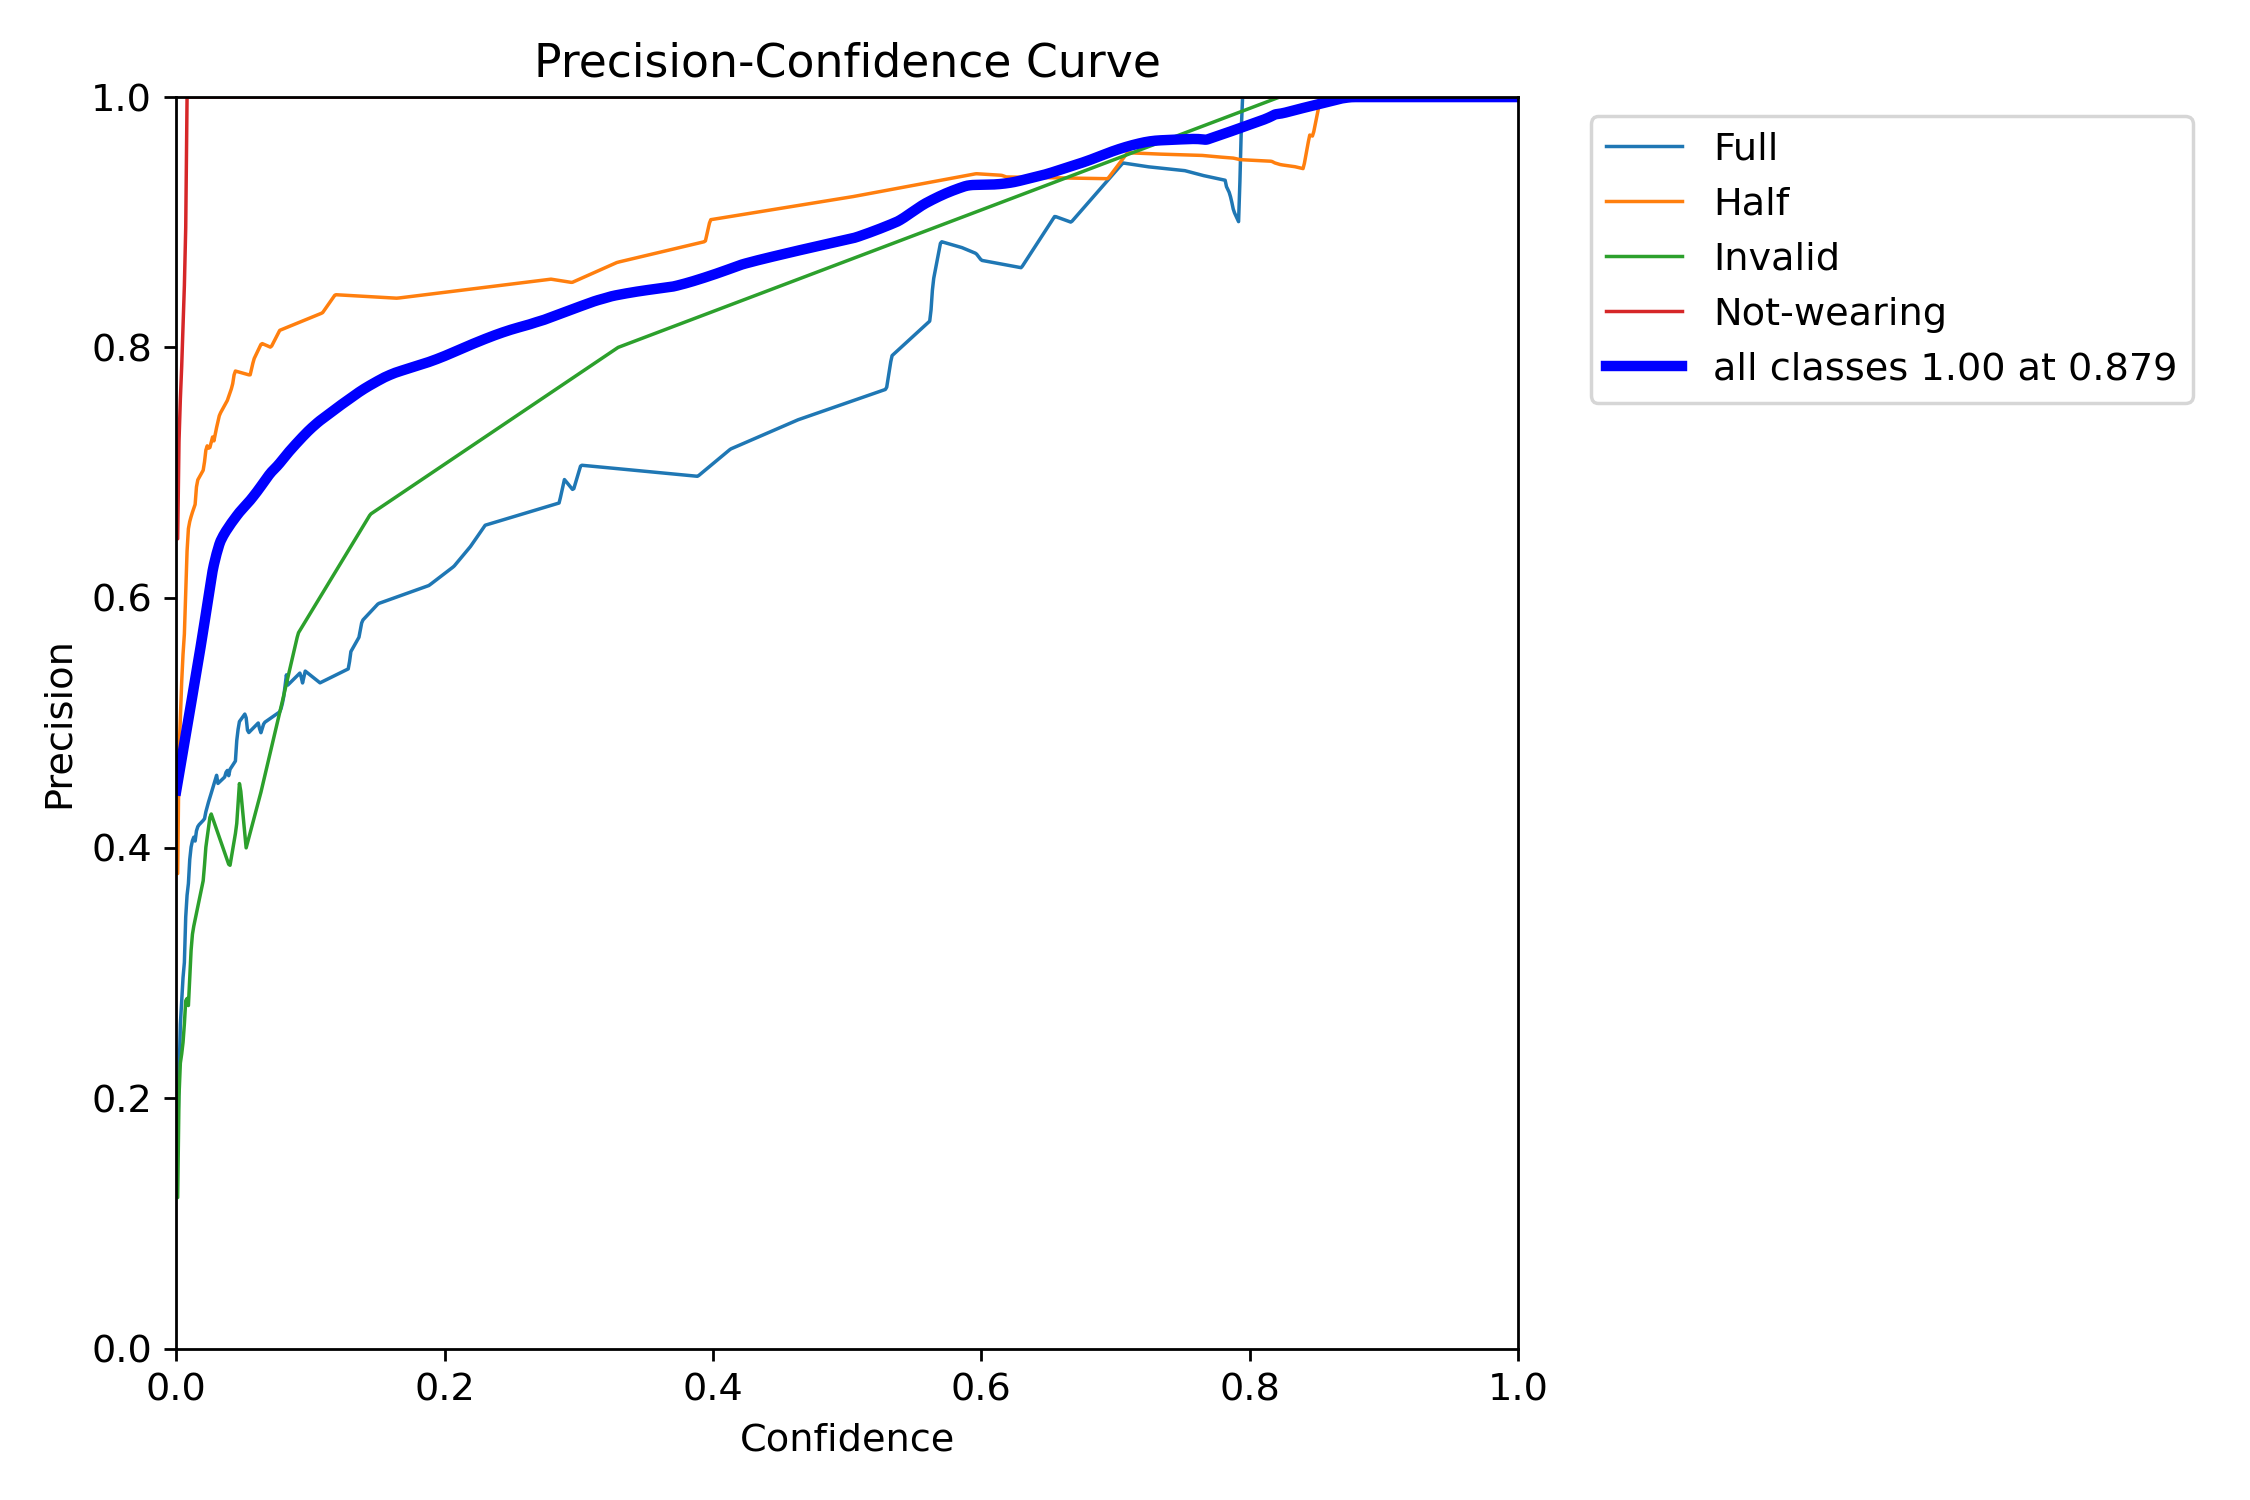 Precision-Confidence Curve
1.0
0.8
0.6
0.4
0.2
0.0
Precision
0.0 0.2 0.4 0.6 0.8 1.0
Confidence
Full
Half
Invalid
Not-wearing
all classes 1.00 at 0.879